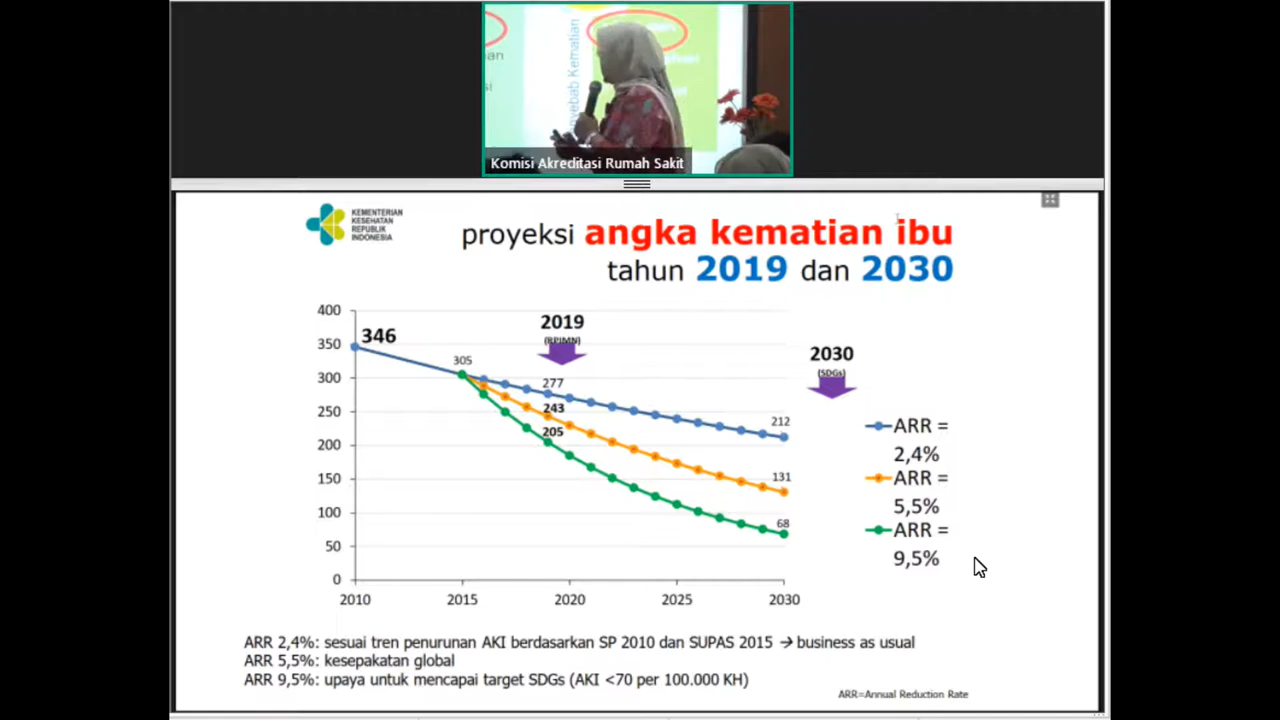 Penyebab Kematian
Komisi Akreditasi Rumah Sakit
KEMENTERIAN
KESEHATAN
REPUBLIK
INDONESIA
proyeksi angka kematian ibu
tahun 2019 dan 2030
400
350
300
250
200
150
100
50
0
346
305
2019
(RPJMN)
277
243
205
2030
(SDGs)
212
131
68
ARR =
2,4%
ARR =
5,5%
ARR =
9,5%
2010
2015
2020
2025
2030
ARR 2,4%: sesuai tren penurunan AKI berdasarkan SP 2010 dan SUPAS 2015 → business as usual
ARR 5,5%: kesepakatan global
ARR 9,5%: upaya untuk mencapai target SDGs (AKI <70 per 100.000 KH)
ARR=Annual Reduction Rate